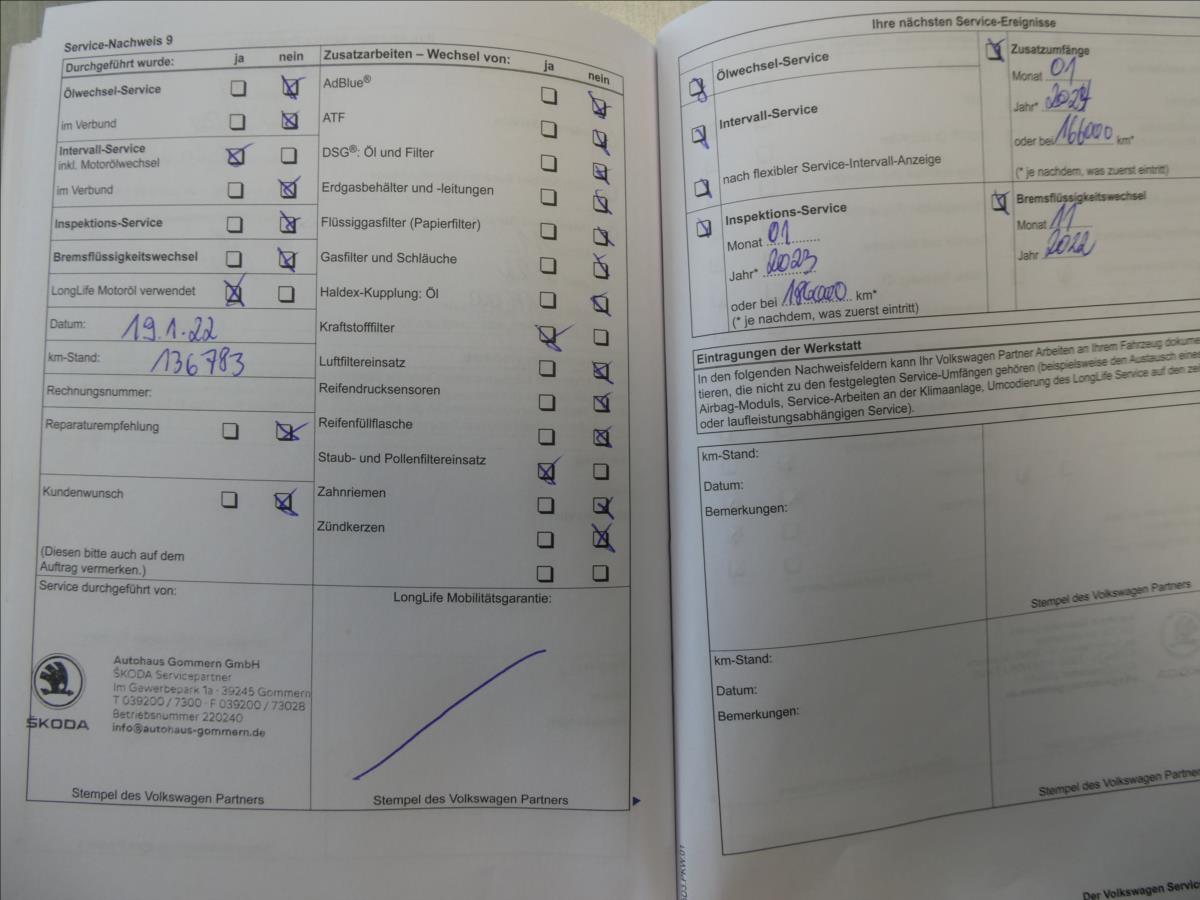 Service-Nachweis 9
Durchgeführt wurde: ja nein
Ölwechsel-Service
im Verbund
Intervall-Service
inkl. Motorölwechsel
im Verbund
Inspektions-Service
Bremsflüssigkeitswechsel
LongLife Motoröl verwendet
Datum: 19.1.22
km-Stand: 136783
Rechnungsnummer:
Reparaturempfehlung
Kundenwunsch
(Diesen bitte auch auf dem
Auftrag vermerken.)
Service durchgeführt von:
Autohaus Gommern GmbH
ŠKODA Servicepartner
Im Gewerbepark 1a · 39245 Gommern
T 039200 / 7300 · F 039200 / 73028
Betriebsnummer 220240
info@autohaus-gommern.de
ŠKODA
Stempel des Volkswagen Partners
Zusatzarbeiten – Wechsel von: ja nein
AdBlue®
ATF
DSG®: Öl und Filter
Erdgasbehälter und -leitungen
Flüssiggasfilter (Papierfilter)
Gasfilter und Schläuche
Haldex-Kupplung: Öl
Kraftstofffilter
Luftfiltereinsatz
Reifendrucksensoren
Reifenfüllflasche
Staub- und Pollenfiltereinsatz
Zahnriemen
Zündkerzen
LongLife Mobilitätsgarantie:
Stempel des Volkswagen Partners
Ihre nächsten Service-Ereignisse
Ölwechsel-Service
Intervall-Service
nach flexibler Service-Intervall-Anzeige
Inspektions-Service
Monat 01
Jahr* 2023
oder bei 186000 km*
(* je nachdem, was zuerst eintritt)
Zusatzumfänge
Monat 01
Jahr* 2024
oder bei 166000 km*
(* je nachdem, was zuerst eintritt)
Bremsflüssigkeitswechsel
Monat 11
Jahr 2022
Eintragungen der Werkstatt
In den folgenden Nachweisfeldern kann Ihr Volkswagen Partner Arbeiten an Ihrem Fahrzeug dokume
tieren, die nicht zu den festgelegten Service-Umfängen gehören (beispielsweise den Austausch eine
Airbag-Moduls, Service-Arbeiten an der Klimaanlage, Umcodierung des LongLife Service auf den zei
oder laufleistungsabhängigen Service).
km-Stand:
Datum:
Bemerkungen:
Stempel des Volkswagen Partners
km-Stand:
Datum:
Bemerkungen:
Stempel des Volkswagen Partner
Der Volkswagen Service